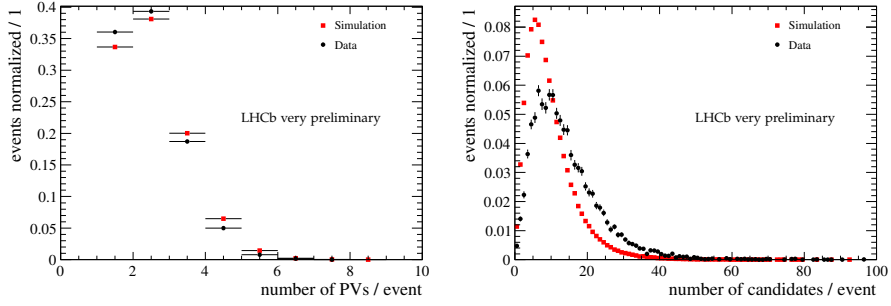 events normalized / 1
0.4
0.35
0.3
0.25
0.2
0.15
0.1
0.05
0
0 2 4 6 8 10
number of PVs / event
Simulation
Data
LHCb very preliminary
events normalized / 1
0.08
0.07
0.06
0.05
0.04
0.03
0.02
0.01
0
0 20 40 60 80 100
number of candidates / event
Simulation
Data
LHCb very preliminary